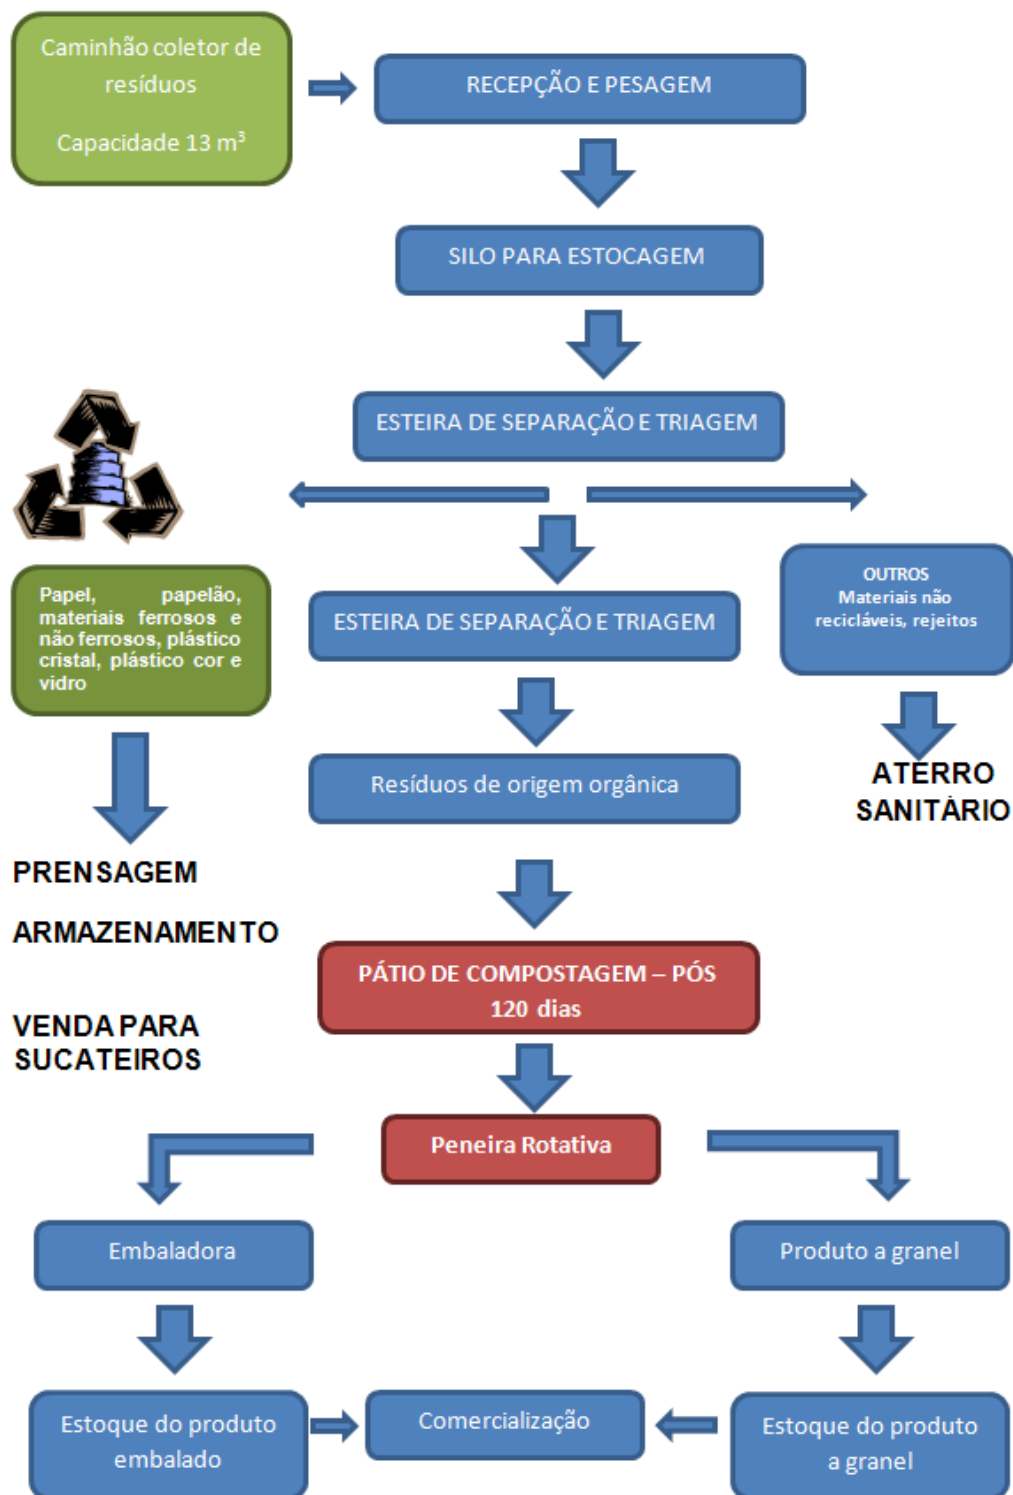 Caminhão coletor de
resíduos
Capacidade 13 m³
RECEPÇÃO E PESAGEM
SILO PARA ESTOCAGEM
ESTEIRA DE SEPARAÇÃO E TRIAGEM
Papel, papelão,
materiais ferrosos e
não ferrosos, plástico
cristal, plástico cor e
vidro
ESTEIRA DE SEPARAÇÃO E TRIAGEM
OUTROS
Materiais não
recicláveis, rejeitos
Resíduos de origem orgânica
ATERRO
SANITÁRIO
PRENSAGEM
ARMAZENAMENTO
VENDA PARA
SUCATEIROS
PÁTIO DE COMPOSTAGEM – PÓS
120 dias
Peneira Rotativa
Embaladora
Produto a granel
Estoque do produto
embalado
Comercialização
Estoque do produto
a granel